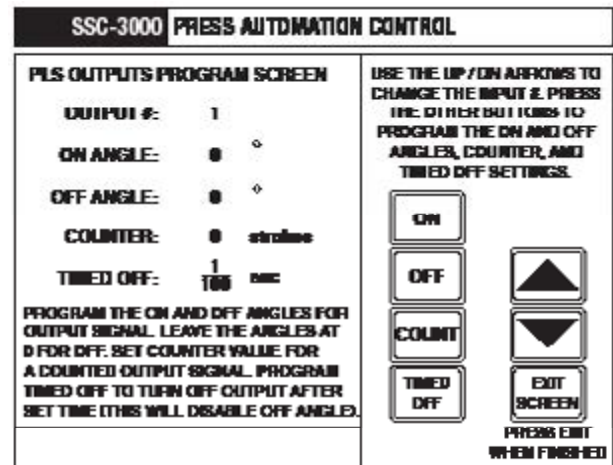 SSC-3000 PRESS AUTOMATION CONTROL
PLS OUTPUTS PROGRAM SCREEN
OUTPUT #: 1
ON ANGLE: 0 °
OFF ANGLE: 0 °
COUNTER: 0 strokes
TIMED OFF: 1/100 sec
PROGRAM THE ON AND OFF ANGLES FOR
OUTPUT SIGNAL. LEAVE THE ANGLES AT
0 FOR OFF. SET COUNTER VALUE FOR
A COUNTED OUTPUT SIGNAL. PROGRAM
TIMED OFF TO TURN OFF OUTPUT AFTER
SET TIME (THIS WILL DISABLE OFF ANGLE).
USE THE UP / DN ARROWS TO
CHANGE THE INPUT #. PRESS
THE OTHER BUTTONS TO
PROGRAM THE ON AND OFF
ANGLES, COUNTER, AND
TIMED OFF SETTINGS.
ON
OFF
COUNT
TIMED
OFF
EXIT
SCREEN
PRESS EXIT
WHEN FINISHED